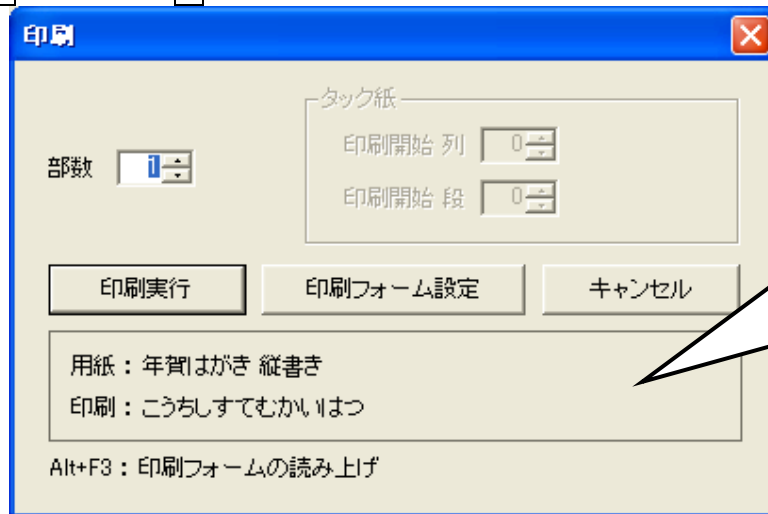 印刷
部数 1
タック紙
印刷開始 列 0
印刷開始 段 0
印刷実行 印刷フォーム設定 キャンセル
用紙：年賀はがき 縦書き
印刷：こうちしすてむかいはつ
Alt+F3：印刷フォームの読み上げ